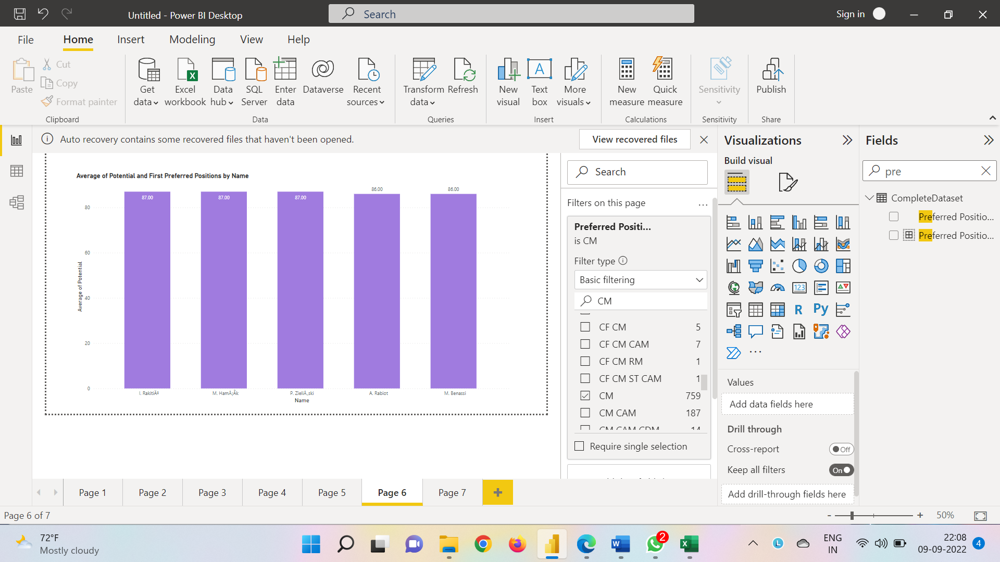 Untitled - Power BI Desktop
Search
Sign in
File
Home
Insert
Modeling
View
Help
Paste
Cut
Copy
Format painter
Clipboard
Get data
Excel workbook
Data hub
SQL Server
Enter data
Dataverse
Recent sources
Data
Transform data
Refresh
Queries
New visual
Text box
More visuals
Insert
New measure
Quick measure
Calculations
Sensitivity
Sensitivity
Publish
Share
Auto recovery contains some recovered files that haven't been opened.
View recovered files
Average of Potential and First Preferred Positions by Name
87.00
87.00
87.00
86.00
86.00
80
60
40
20
0
Average of Potential
I. RakitiÄ‡
M. HamÅ¡Ã­k
P. ZieliÅ„ski
A. Rabiot
M. Benassi
Name
Search
Filters on this page
...
Preferred Positi...
is CM
Filter type
Basic filtering
CM
CF CM 5
CF CM CAM 7
CF CM RM 1
CF CM ST CAM 1
CM 759
CM CAM 187
CM CAM CDM 14
Require single selection
Visualizations
Build visual
123
R
Py
...
Values
Add data fields here
Drill through
Cross-report
Off
Keep all filters
On
Add drill-through fields here
Fields
pre
CompleteDataset
Preferred Positio...
Preferred Positio...
Page 1
Page 2
Page 3
Page 4
Page 5
Page 6
Page 7
+
Page 6 of 7
- + 50%
72°F
Mostly cloudy
2
ENG
IN
22:08
09-09-2022
4